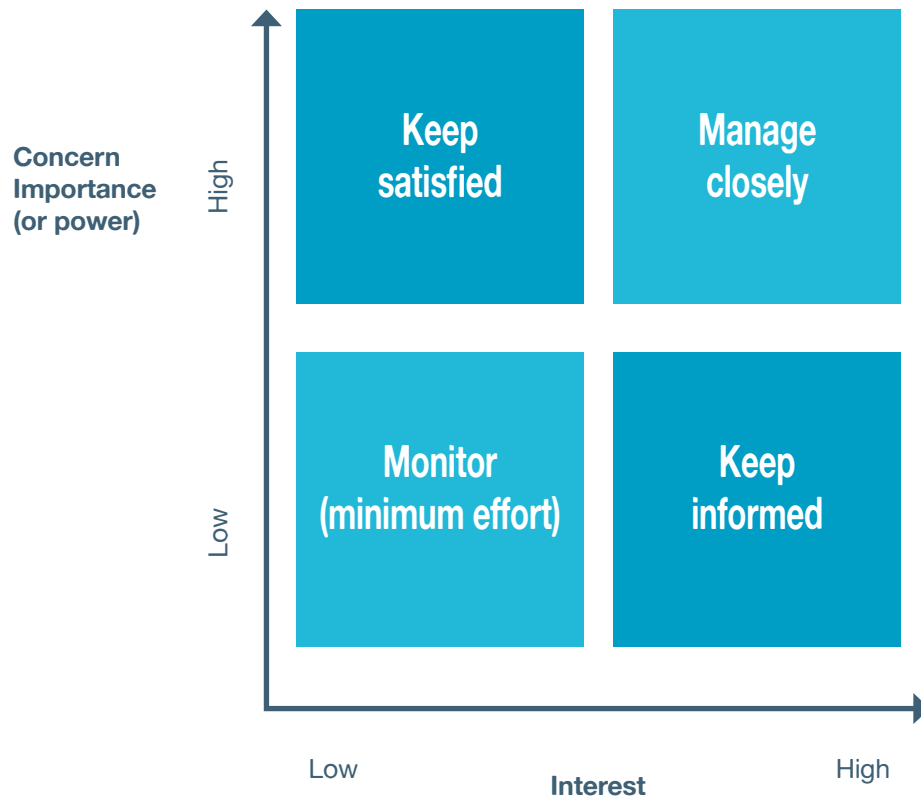 Concern
Importance
(or power)
High
Low
Keep
satisfied
Manage
closely
Monitor
(minimum effort)
Keep
informed
Low
Interest
High